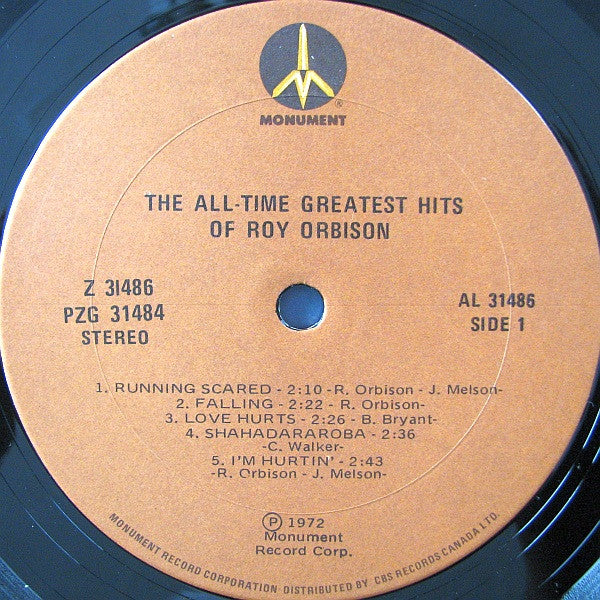 ®
MONUMENT
THE ALL-TIME GREATEST HITS
OF ROY ORBISON
Z 31486
PZG 31484
STEREO
AL 31486
SIDE 1
1. RUNNING SCARED - 2:10 -R. Orbison - J. Melson-
2. FALLING - 2:22 - R. Orbison-
3. LOVE HURTS - 2:26 - B. Bryant-
4. SHAHADARAROBA - 2:36
-C. Walker-
5. I'M HURTIN' - 2:43
-R. Orbison - J. Melson-
Ⓟ 1972
Monument
Record Corp.
MONUMENT RECORD CORPORATION DISTRIBUTED BY CBS RECORDS CANADA LTD.